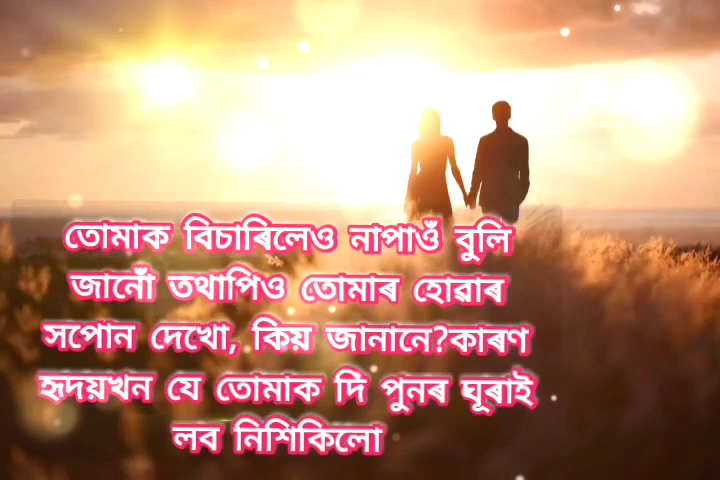 তোমাক বিচাৰিলেও নাপাওঁ বুলি
জানোঁ তথাপিও তোমাৰ হোৱাৰ
সপোন দেখো, কিয় জানানে?কাৰণ
হৃদয়খন যে তোমাক দি পুনৰ ঘূৰাই
লব নিশিকিলো